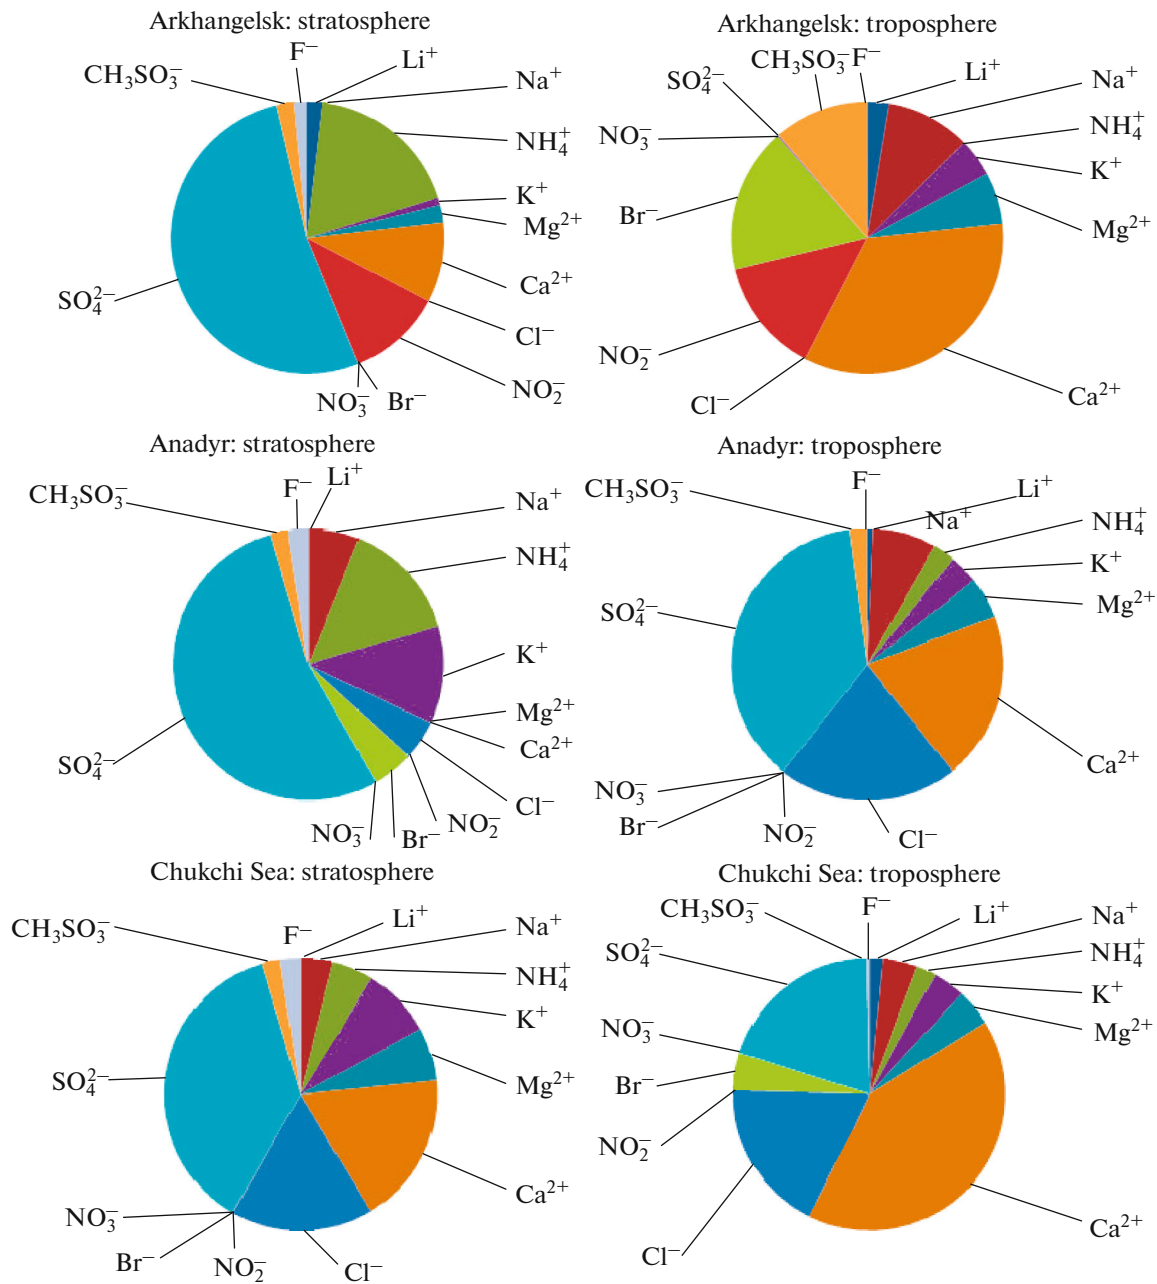 Arkhangelsk: stratosphere
F⁻
Li⁺
CH₃SO₃⁻
Na⁺
NH₄⁺
K⁺
Mg²⁺
Ca²⁺
SO₄²⁻
Cl⁻
NO₂⁻
NO₃⁻
Br⁻
Arkhangelsk: troposphere
CH₃SO₃⁻
F⁻
Li⁺
SO₄²⁻
Na⁺
NO₃⁻
NH₄⁺
K⁺
Br⁻
Mg²⁺
NO₂⁻
Ca²⁺
Cl⁻
Anadyr: stratosphere
F⁻
Li⁺
CH₃SO₃⁻
Na⁺
NH₄⁺
K⁺
Mg²⁺
Ca²⁺
SO₄²⁻
Cl⁻
NO₃⁻
Br⁻
NO₂⁻
Anadyr: troposphere
F⁻
CH₃SO₃⁻
Li⁺
Na⁺
NH₄⁺
K⁺
SO₄²⁻
Mg²⁺
Ca²⁺
NO₃⁻
Br⁻
NO₂⁻
Cl⁻
Chukchi Sea: stratosphere
Li⁺
CH₃SO₃⁻
F⁻
Na⁺
NH₄⁺
K⁺
SO₄²⁻
Mg²⁺
Ca²⁺
NO₃⁻
Br⁻
NO₂⁻
Cl⁻
Chukchi Sea: troposphere
CH₃SO₃⁻
F⁻
Li⁺
Na⁺
SO₄²⁻
NH₄⁺
K⁺
NO₃⁻
Mg²⁺
Br⁻
NO₂⁻
Ca²⁺
Cl⁻